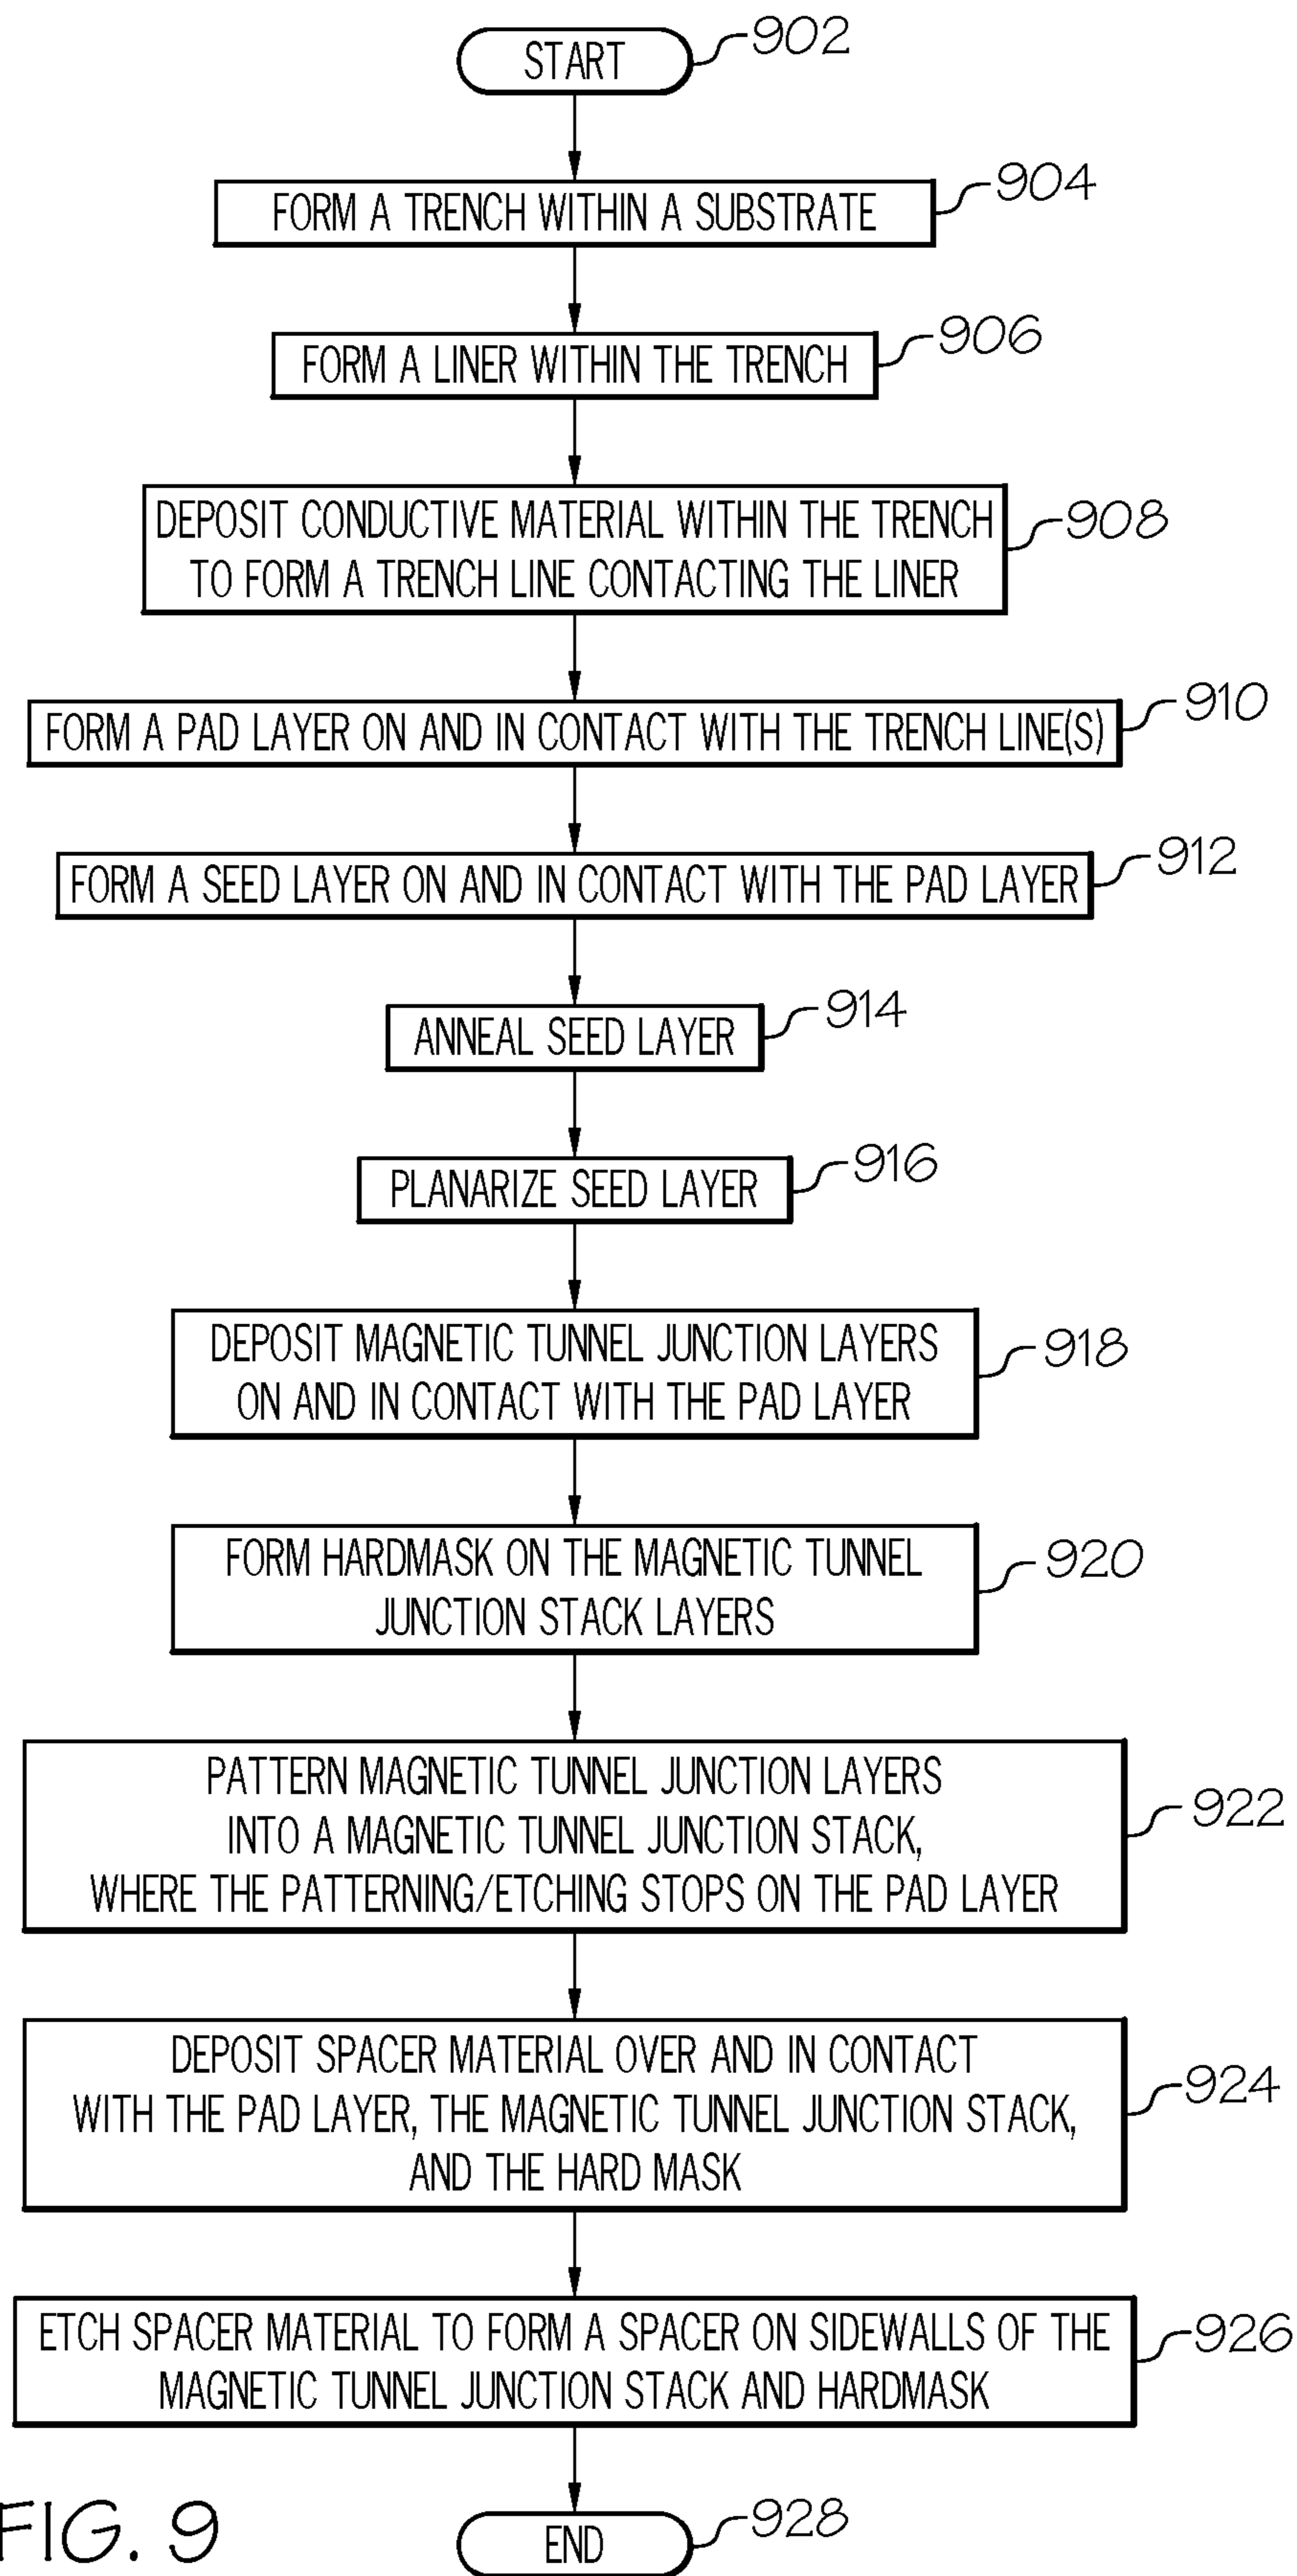 START
902
FORM A TRENCH WITHIN A SUBSTRATE
904
FORM A LINER WITHIN THE TRENCH
906
DEPOSIT CONDUCTIVE MATERIAL WITHIN THE TRENCH
TO FORM A TRENCH LINE CONTACTING THE LINER
908
FORM A PAD LAYER ON AND IN CONTACT WITH THE TRENCH LINE(S)
910
FORM A SEED LAYER ON AND IN CONTACT WITH THE PAD LAYER
912
ANNEAL SEED LAYER
914
PLANARIZE SEED LAYER
916
DEPOSIT MAGNETIC TUNNEL JUNCTION LAYERS
ON AND IN CONTACT WITH THE PAD LAYER
918
FORM HARDMASK ON THE MAGNETIC TUNNEL
JUNCTION STACK LAYERS
920
PATTERN MAGNETIC TUNNEL JUNCTION LAYERS
INTO A MAGNETIC TUNNEL JUNCTION STACK,
WHERE THE PATTERNING/ETCHING STOPS ON THE PAD LAYER
922
DEPOSIT SPACER MATERIAL OVER AND IN CONTACT
WITH THE PAD LAYER, THE MAGNETIC TUNNEL JUNCTION STACK,
AND THE HARD MASK
924
ETCH SPACER MATERIAL TO FORM A SPACER ON SIDEWALLS OF THE
MAGNETIC TUNNEL JUNCTION STACK AND HARDMASK
926
END
928
FIG. 9